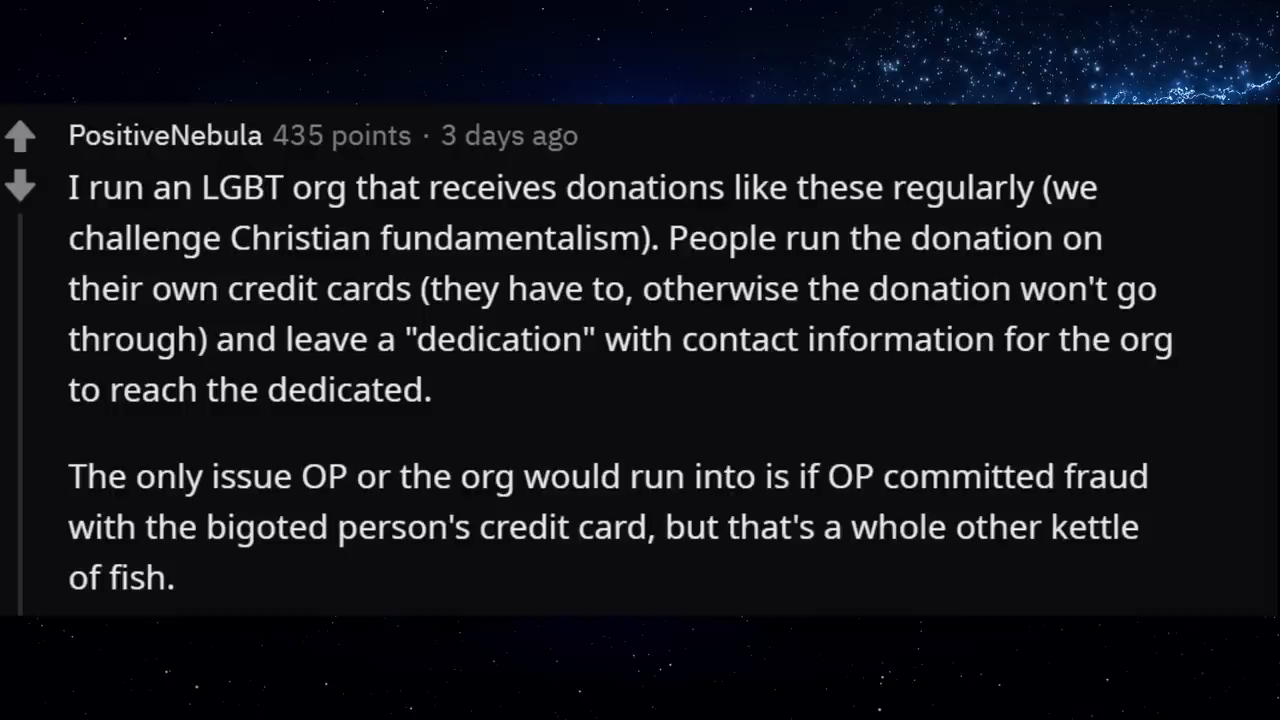 PositiveNebula 435 points · 3 days ago
I run an LGBT org that receives donations like these regularly (we
challenge Christian fundamentalism). People run the donation on
their own credit cards (they have to, otherwise the donation won't go
through) and leave a "dedication" with contact information for the org
to reach the dedicated.
The only issue OP or the org would run into is if OP committed fraud
with the bigoted person's credit card, but that's a whole other kettle
of fish.